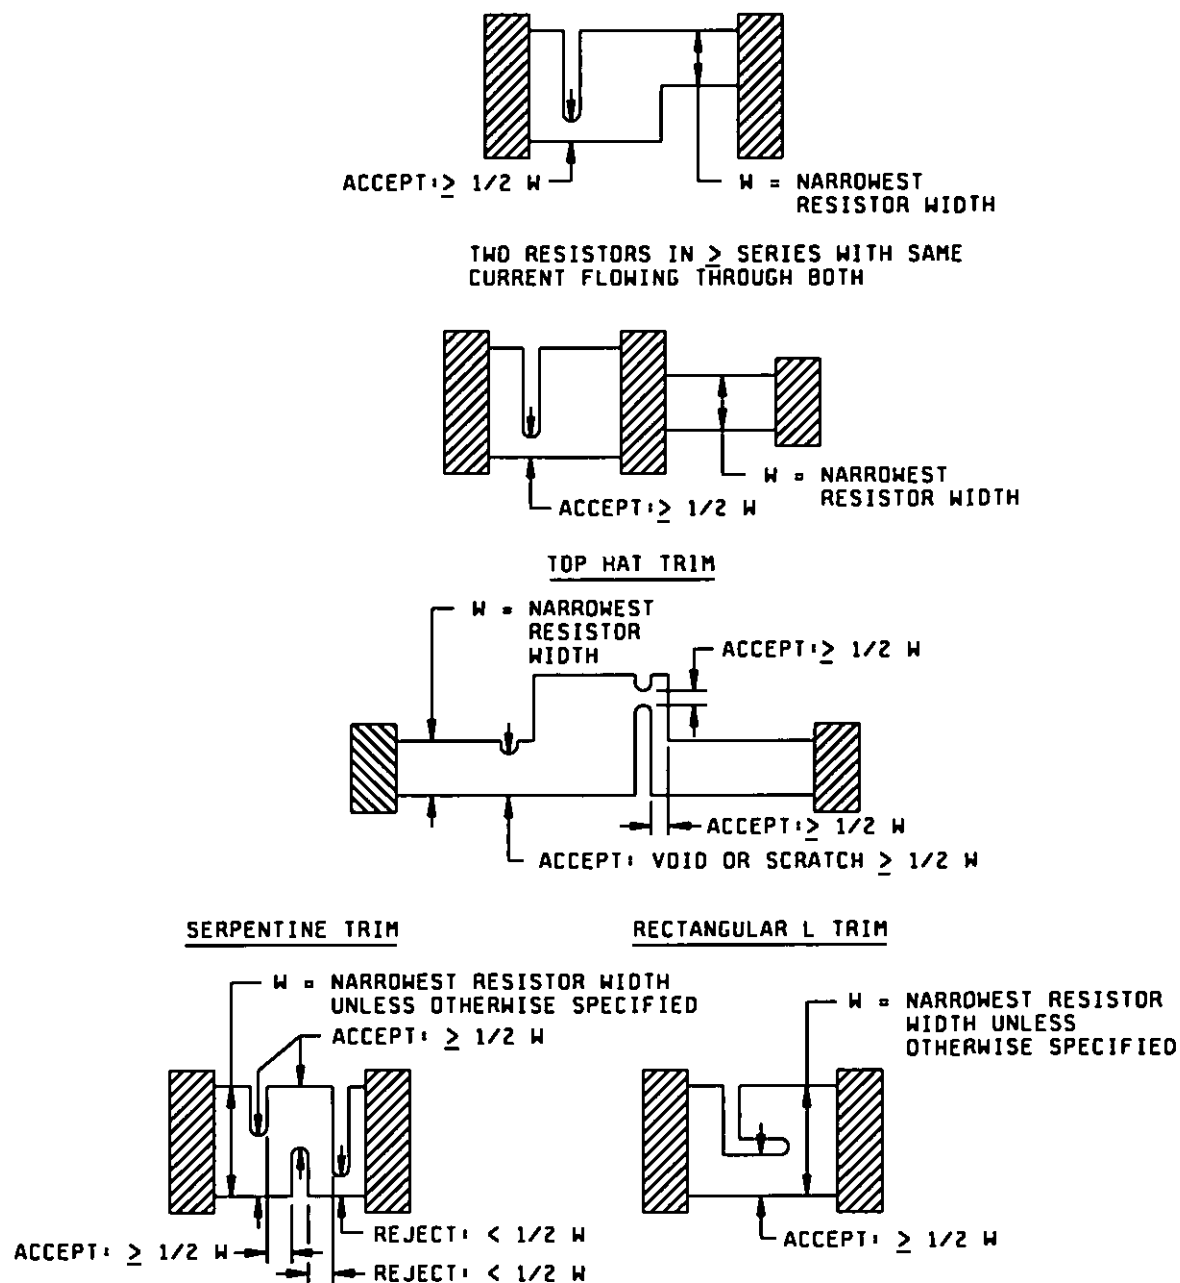 ACCEPT: ≥ 1/2 W
W = NARROWEST
RESISTOR WIDTH
TWO RESISTORS IN ≥ SERIES WITH SAME
CURRENT FLOWING THROUGH BOTH
W = NARROWEST
RESISTOR WIDTH
ACCEPT: ≥ 1/2 W
TOP HAT TRIM
W = NARROWEST
RESISTOR
WIDTH
ACCEPT: ≥ 1/2 W
ACCEPT: ≥ 1/2 W
ACCEPT: VOID OR SCRATCH ≥ 1/2 W
SERPENTINE TRIM
W = NARROWEST RESISTOR WIDTH
UNLESS OTHERWISE SPECIFIED
ACCEPT: ≥ 1/2 W
REJECT: < 1/2 W
ACCEPT: ≥ 1/2 W
REJECT: < 1/2 W
RECTANGULAR L TRIM
W = NARROWEST RESISTOR
WIDTH UNLESS
OTHERWISE SPECIFIED
ACCEPT: ≥ 1/2 W